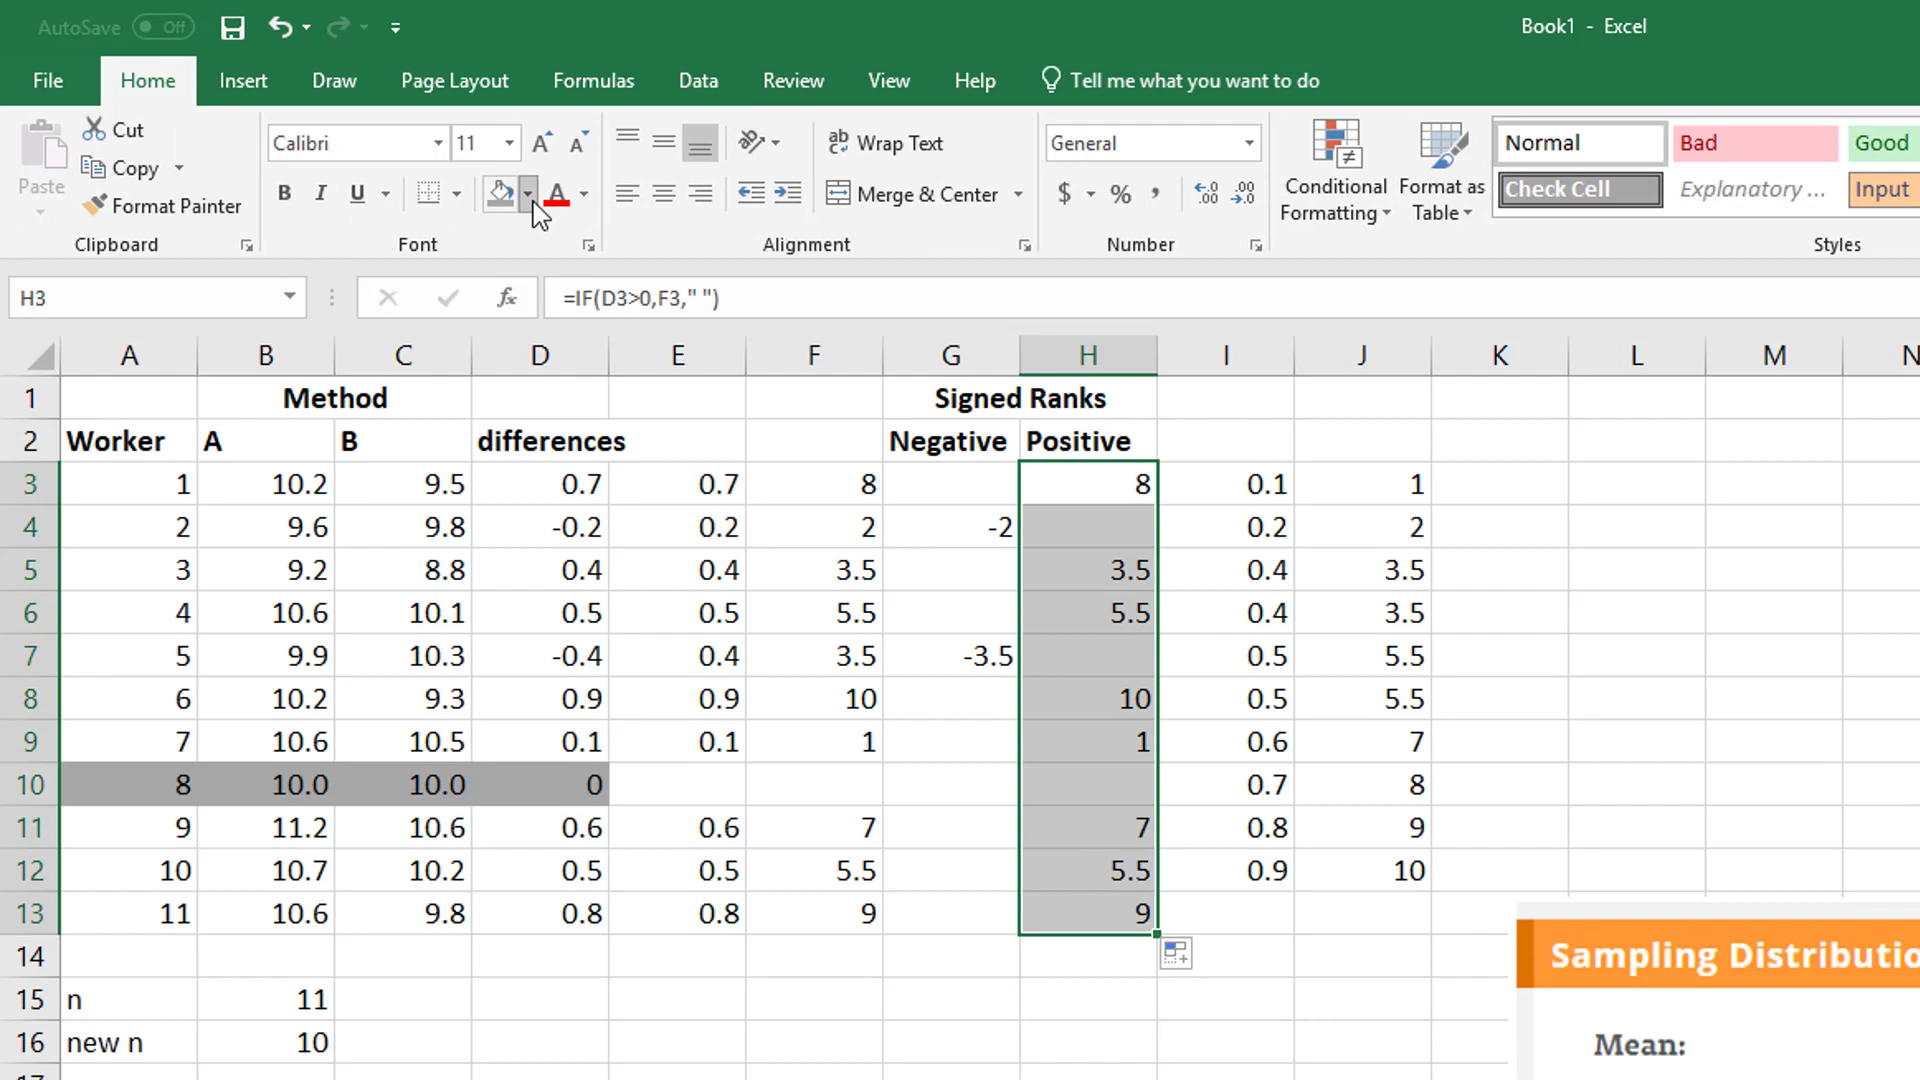 AutoSave Off Book1 - Excel
File Home Insert Draw Page Layout Formulas Data Review View Help Tell me what you want to do
Paste Cut Copy Format Painter Clipboard
Calibri 11 B I U A Font
Wrap Text Merge & Center Alignment
General $ % , .00 Number
Conditional Formatting Format as Table
Normal Bad Good
Check Cell Explanatory ... Input
Styles
H3 fx =IF(D3>0,F3," ")
A B C D E F G H I J K L M N
1 Method Signed Ranks
2 Worker A B differences Negative Positive
3 1 10.2 9.5 0.7 0.7 8 8 0.1 1
4 2 9.6 9.8 -0.2 0.2 2 -2 0.2 2
5 3 9.2 8.8 0.4 0.4 3.5 3.5 0.4 3.5
6 4 10.6 10.1 0.5 0.5 5.5 5.5 0.4 3.5
7 5 9.9 10.3 -0.4 0.4 3.5 -3.5 0.5 5.5
8 6 10.2 9.3 0.9 0.9 10 10 0.5 5.5
9 7 10.6 10.5 0.1 0.1 1 1 0.6 7
10 8 10.0 10.0 0 0.7 8
11 9 11.2 10.6 0.6 0.6 7 7 0.8 9
12 10 10.7 10.2 0.5 0.5 5.5 5.5 0.9 10
13 11 10.6 9.8 0.8 0.8 9 9
14
15 n 11
16 new n 10
Sampling Distributio
Mean: